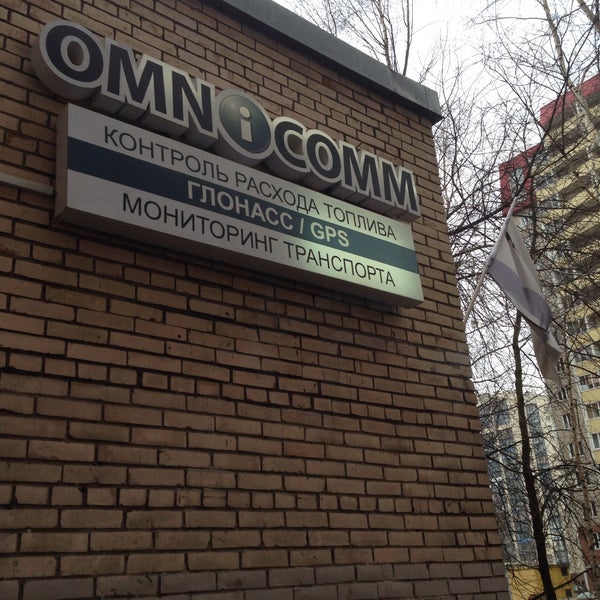 OMNiCOMM
КОНТРОЛЬ РАСХОДА ТОПЛИВА
ГЛОНАСС / GPS
МОНИТОРИНГ ТРАНСПОРТА